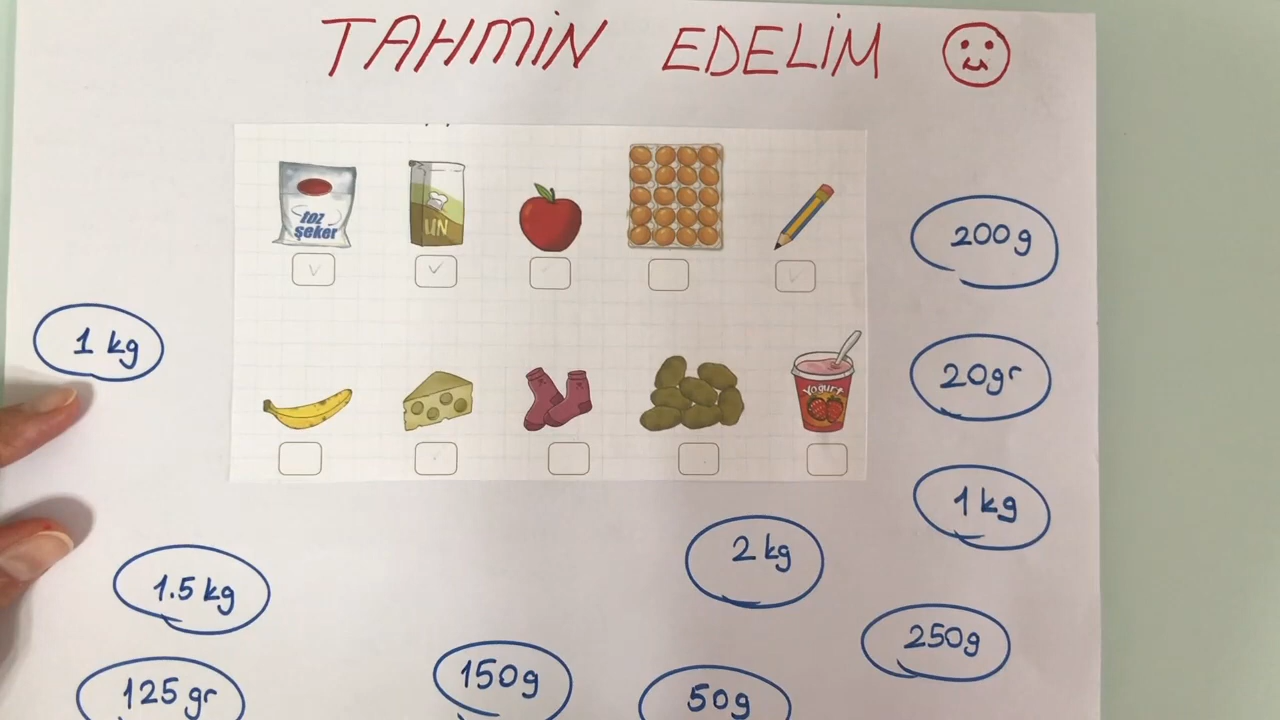 TAHMİN EDELİM
toz
şeker
UN
200g
1 kg
20gr
Yogurt
1 kg
2 kg
1.5 kg
250g
150g
125 gr
50g